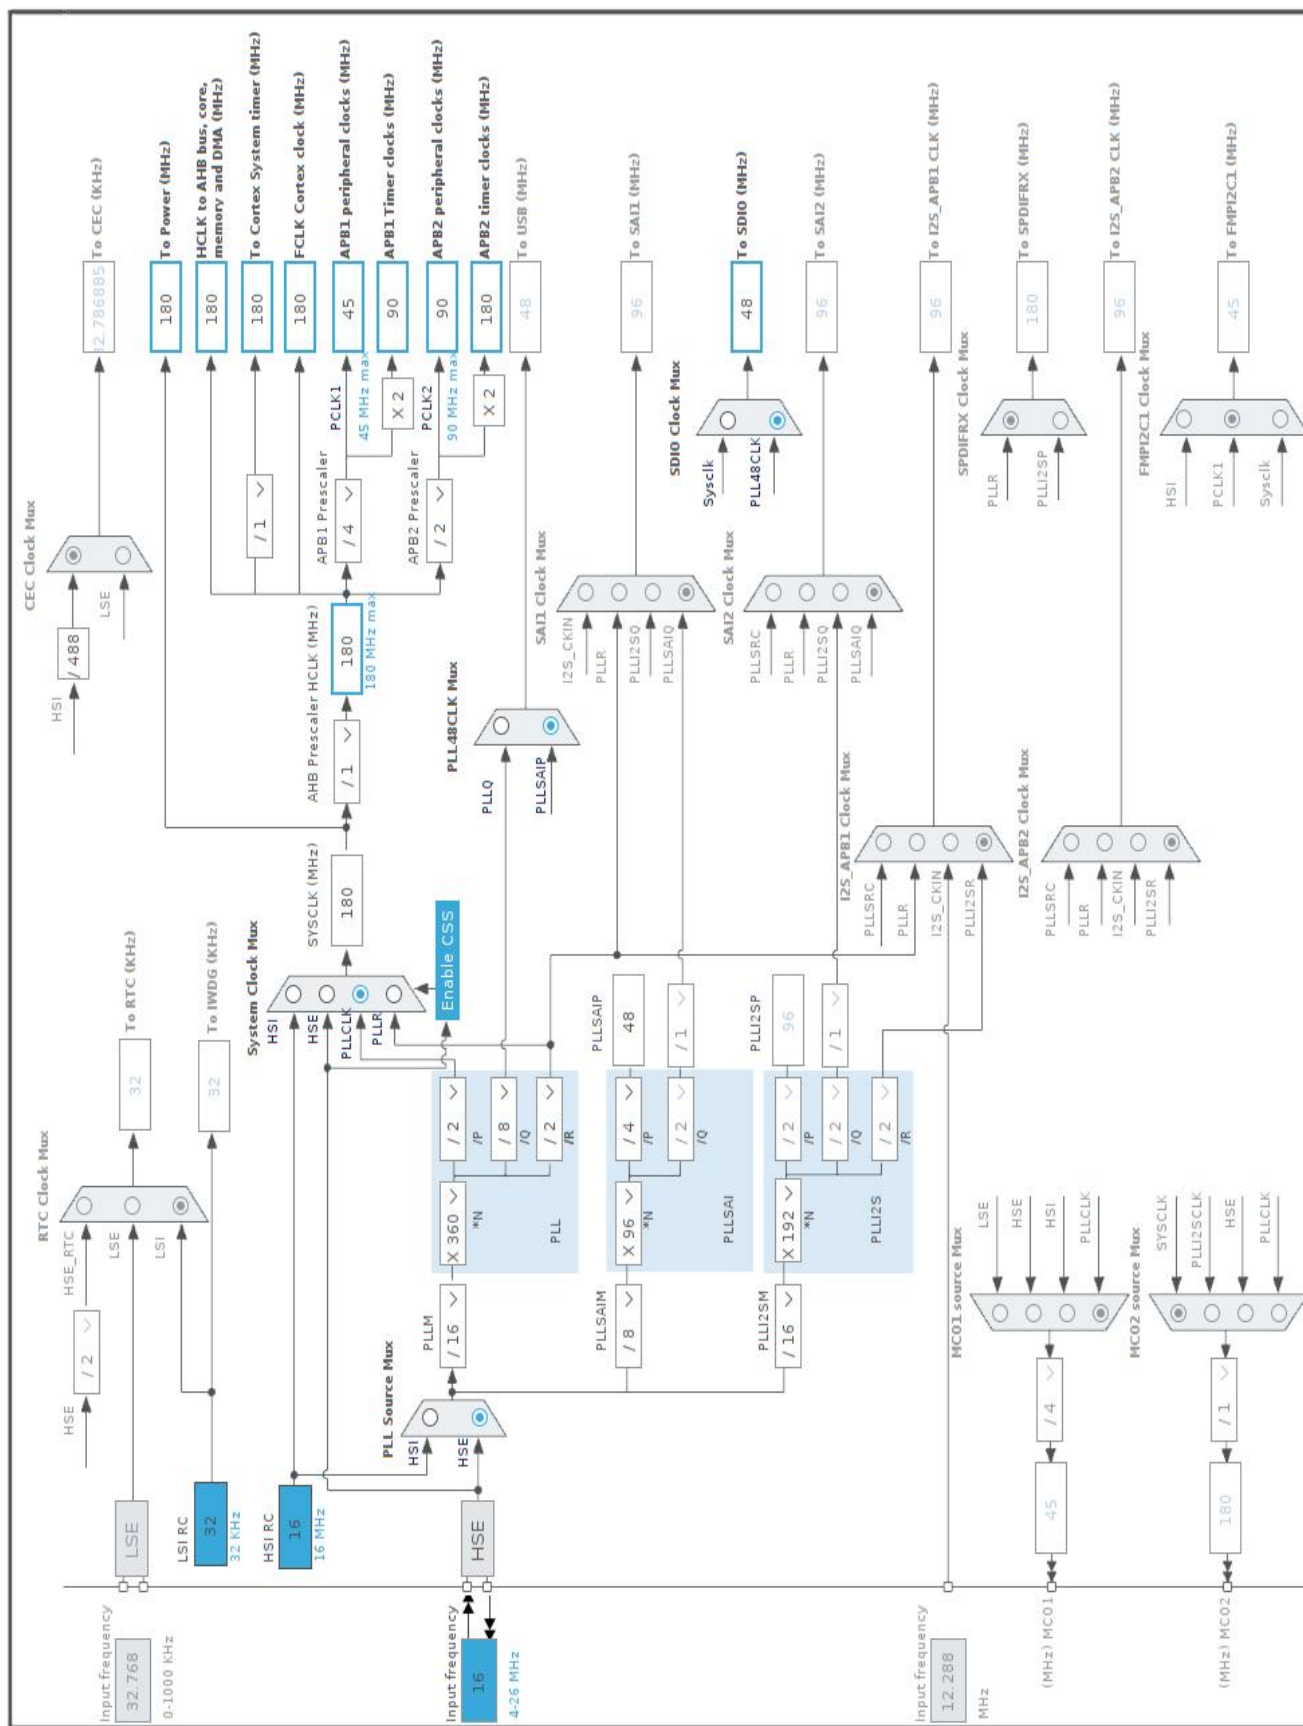 Input frequency
32.768
0-1000 KHz
LSE
LSI RC
32
32 KHz
HSI RC
16
16 MHz
Input frequency
16
4-26 MHz
HSE
Input frequency
12.288
MHz
HSE
/ 2
HSE_RTC
LSE
LSI
RTC Clock Mux
32
To RTC (KHz)
32
To IWDG (KHz)
HSI
/ 488
LSE
CEC Clock Mux
32.786885
To CEC (KHz)
PLL Source Mux
HSI
HSE
PLLM
/ 16
X 360
*N
/ 2
/P
/ 8
/Q
/ 2
/R
PLL
PLLSAIM
/ 8
X 96
*N
/ 4
/P
/ 2
/Q
PLLSAI
PLLSAIP
48
/ 1
PLLI2SM
/ 16
X 192
*N
/ 2
/P
/ 2
/Q
/ 2
/R
PLLI2S
PLLI2SP
96
/ 1
System Clock Mux
HSI
HSE
PLLCLK
PLLR
Enable CSS
SYSCLK (MHz)
180
AHB Prescaler
/ 1
HCLK (MHz)
180
180 MHz max
/ 1
APB1 Prescaler
/ 4
APB2 Prescaler
/ 2
PCLK1
45 MHz max
X 2
PCLK2
90 MHz max
X 2
180
To Power (MHz)
180
HCLK to AHB bus, core,
memory and DMA (MHz)
180
To Cortex System timer (MHz)
180
FCLK Cortex clock (MHz)
45
APB1 peripheral clocks (MHz)
90
APB1 Timer clocks (MHz)
90
APB2 peripheral clocks (MHz)
180
APB2 timer clocks (MHz)
PLL48CLK Mux
PLLQ
PLLSAIP
48
To USB (MHz)
SAI1 Clock Mux
I2S_CKIN
PLLR
PLLI2SQ
PLLSAIQ
96
To SAI1 (MHz)
SDIO Clock Mux
Sysclk
PLL48CLK
48
To SDIO (MHz)
SAI2 Clock Mux
PLLSRC
PLLR
PLLI2SQ
PLLSAIQ
96
To SAI2 (MHz)
I2S_APB1 Clock Mux
PLLSRC
PLLR
I2S_CKIN
PLLI2SR
96
To I2S_APB1 CLK (MHz)
SPDIFRX Clock Mux
PLLR
PLLI2SP
180
To SPDIFRX (MHz)
I2S_APB2 Clock Mux
PLLSRC
PLLR
I2S_CKIN
PLLI2SR
96
To I2S_APB2 CLK (MHz)
FMPI2C1 Clock Mux
HSI
PCLK1
Sysclk
45
To FMPI2C1 (MHz)
MCO1 source Mux
LSE
HSE
HSI
PLLCLK
/ 4
45
(MHz) MCO1
MCO2 source Mux
SYSCLK
PLLI2SCLK
HSE
PLLCLK
/ 1
180
(MHz) MCO2